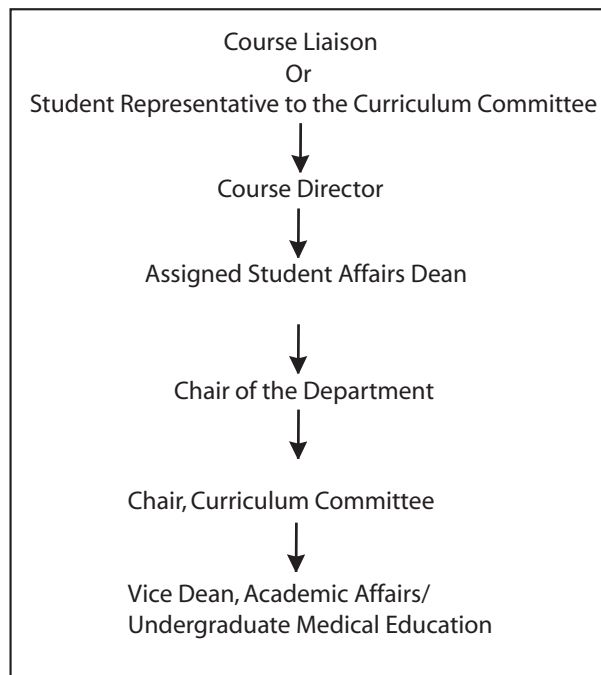 Course Liaison
Or
Student Representative to the Curriculum Committee
Course Director
Assigned Student Affairs Dean
Chair of the Department
Chair, Curriculum Committee
Vice Dean, Academic Affairs/
Undergraduate Medical Education